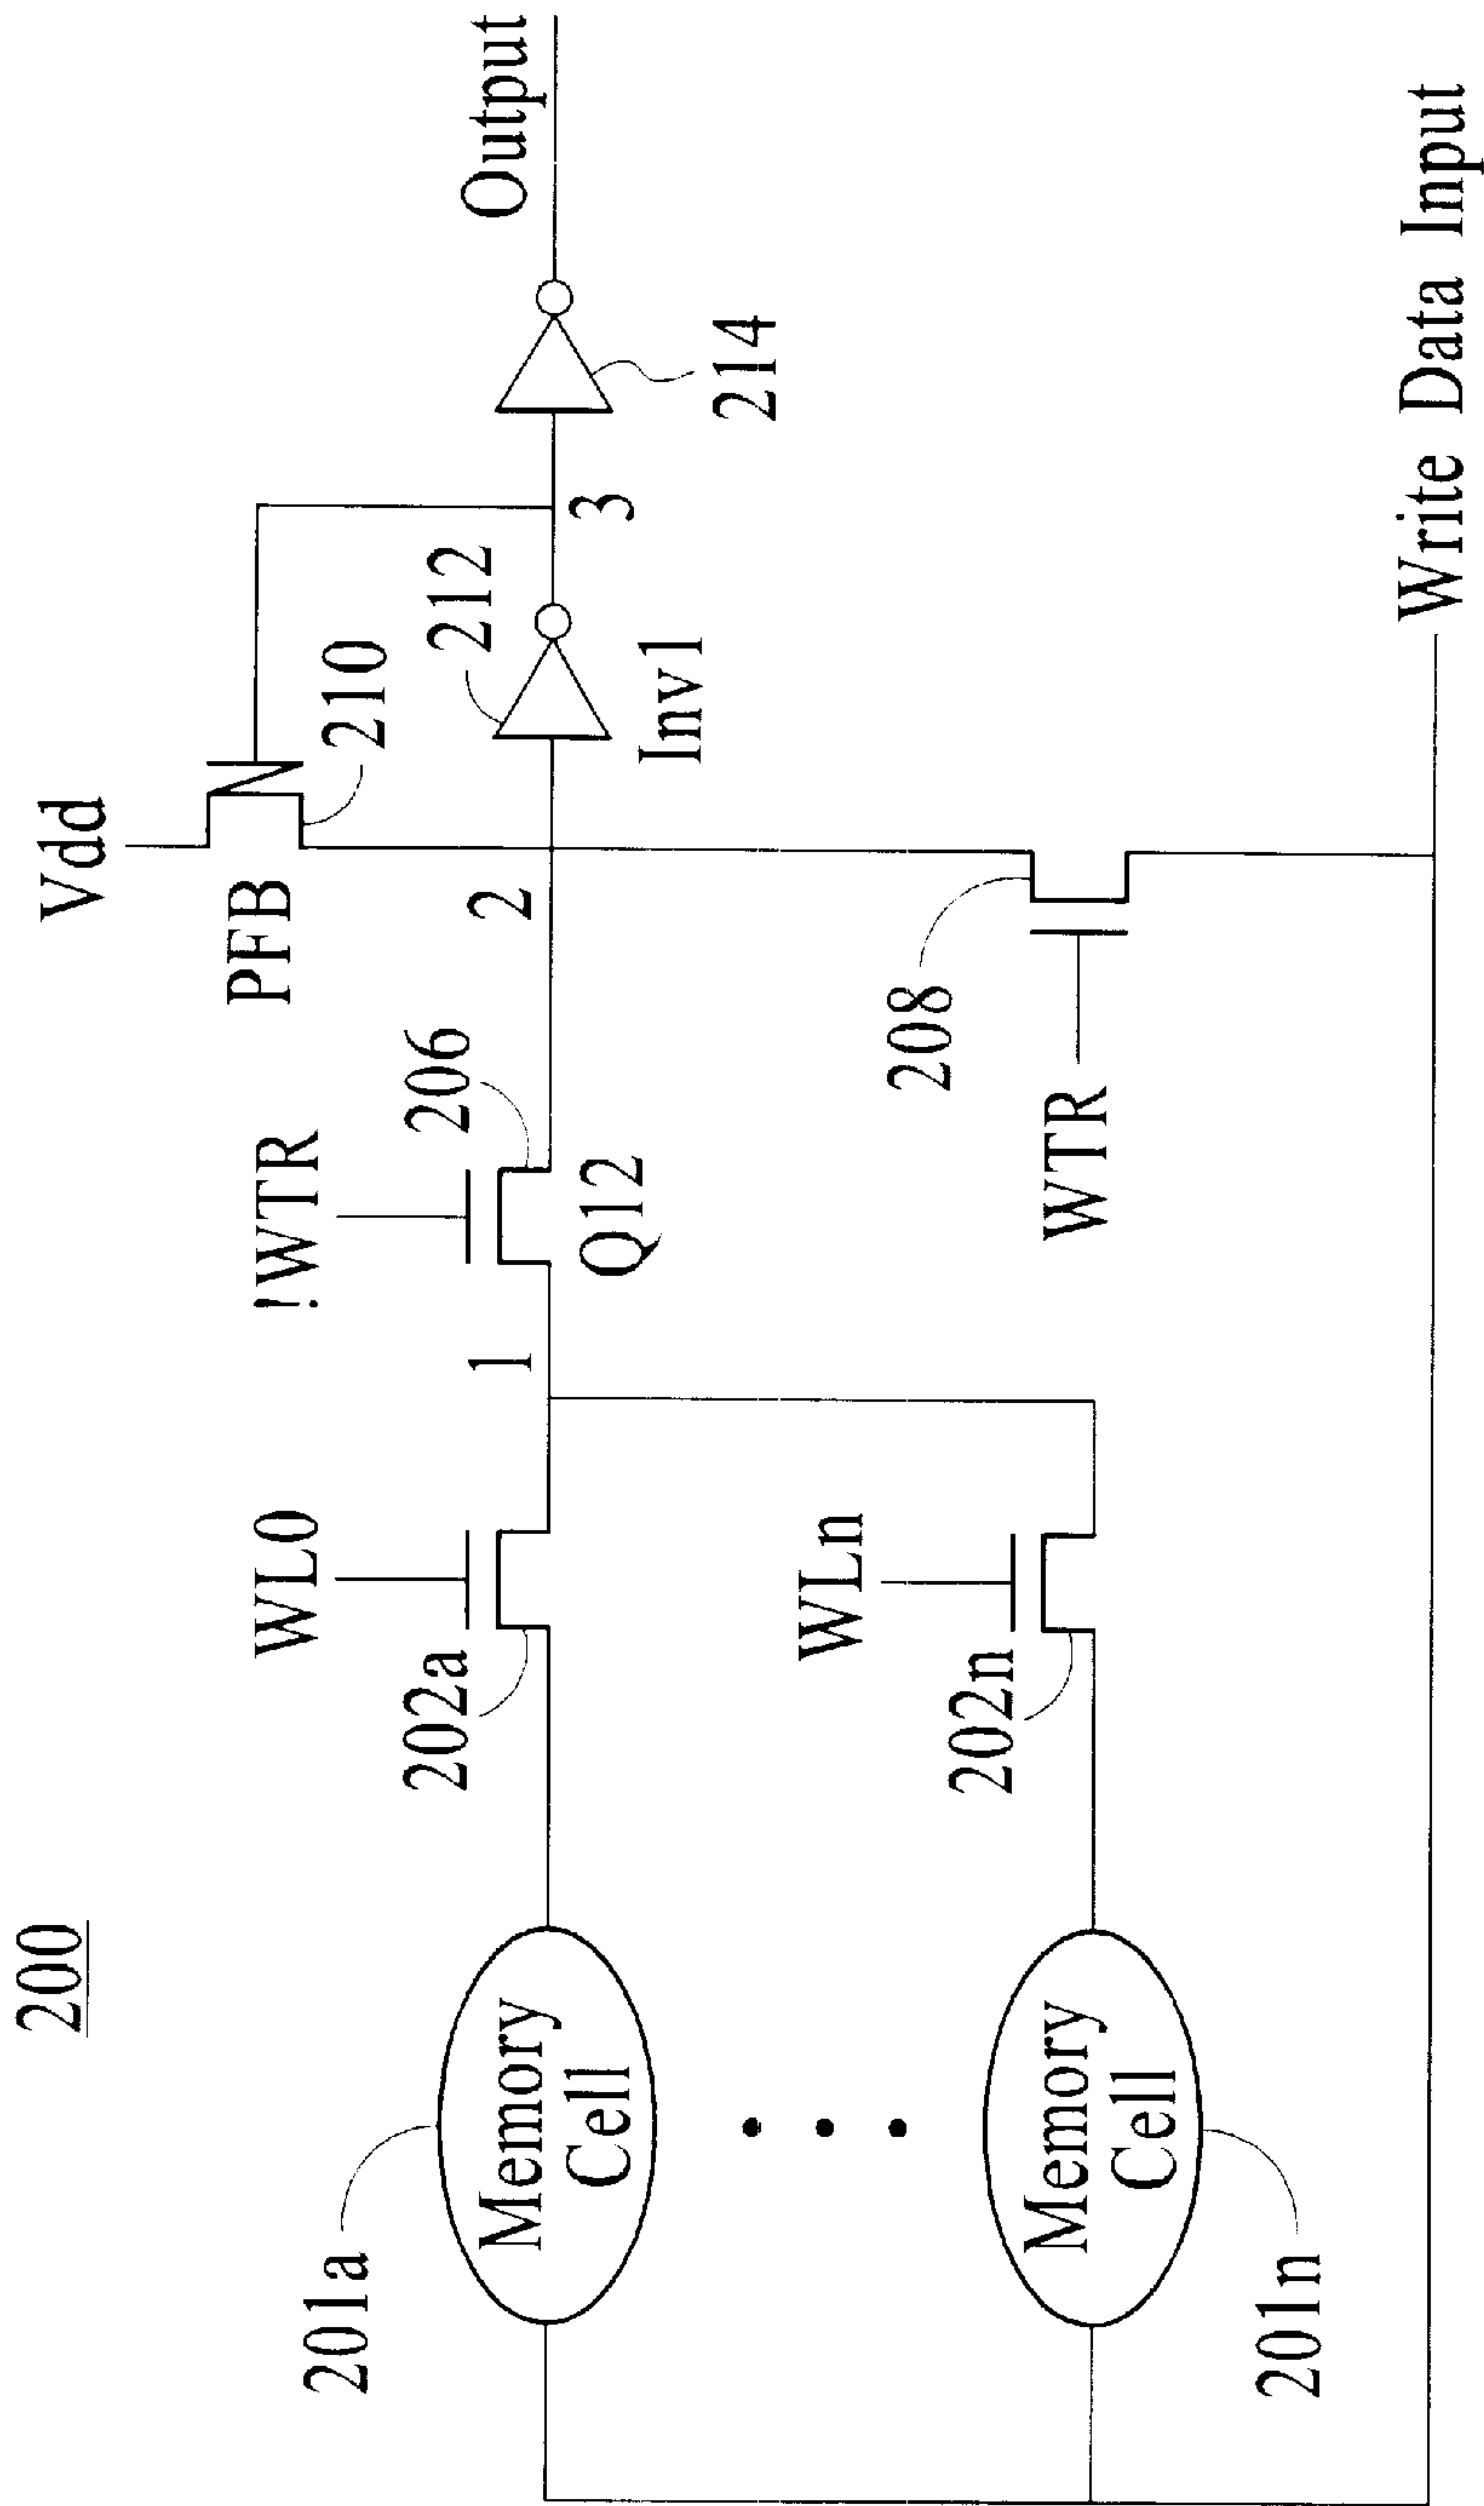 200
Vdd
PFB
210
!WTR
206
Q12
WL0
202a
1
2
212
Inv1
3
214
Output
201a
Memory
Cell
WLn
202n
208
WTR
Memory
Cell
201n
Write Data Input